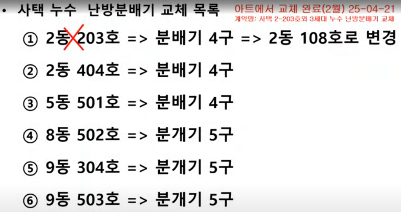 • 사택 누수 난방분배기 교체 목록 아트에서 교체 완료(2월) 25-04-21
계약명: 사택 2-203호외 3세대 누수 난방분배기 교체
① 2동 203호 => 분배기 4구 => 2동 108호로 변경
② 2동 404호 => 분배기 4구
③ 5동 501호 => 분배기 4구
④ 8동 502호 => 분개기 5구
⑤ 9동 304호 => 분개기 5구
⑥ 9동 503호 => 분개기 5구